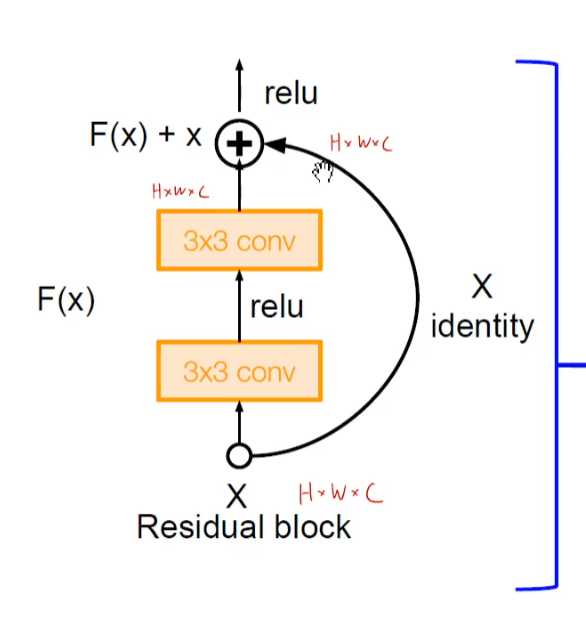 relu
F(x) + x
H×W×C
H×W×C
3x3 conv
F(x)
relu
X
identity
3x3 conv
X
H×W×C
Residual block